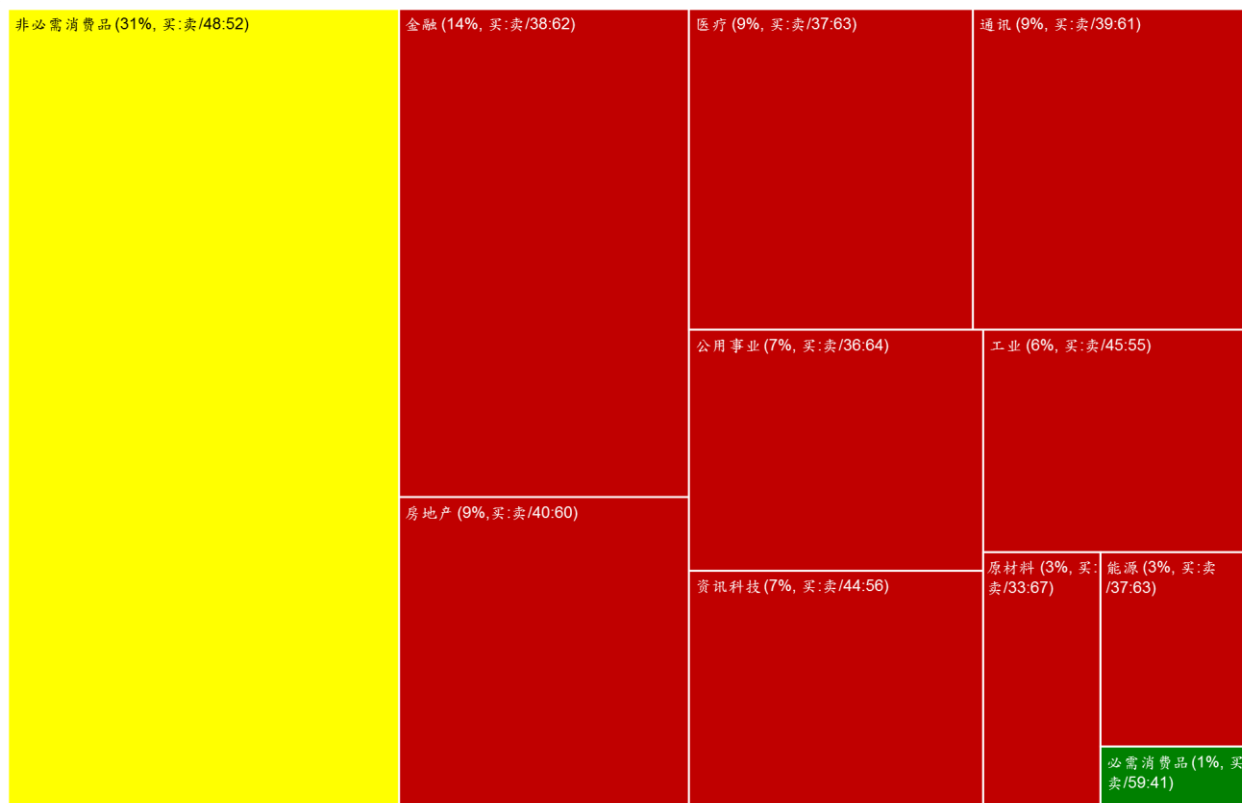 非必需消费品 (31%, 买:卖/48:52)
金融 (14%, 买:卖/38:62)
医疗 (9%, 买:卖/37:63)
通讯 (9%, 买:卖/39:61)
公用事业 (7%, 买:卖/36:64)
工业 (6%, 买:卖/45:55)
房地产 (9%,买:卖/40:60)
资讯科技 (7%, 买:卖/44:56)
原材料 (3%, 买:
卖/33:67)
能源 (3%, 买:卖
/37:63)
必需消费品 (1%, 买
卖/59:41)